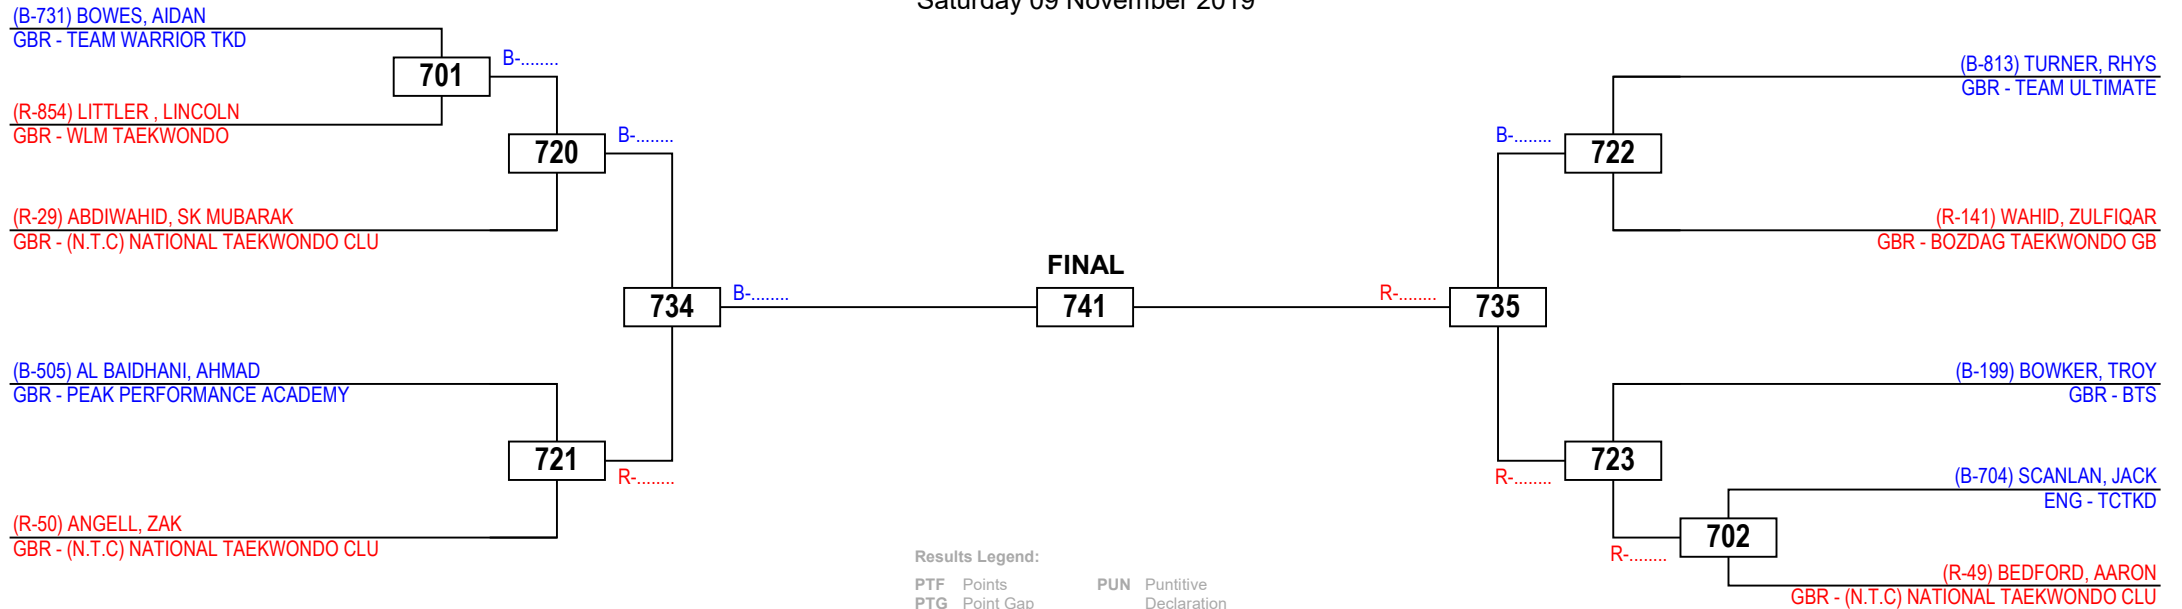 Saturday 09 November 2019
(B-731) BOWES, AIDAN
GBR - TEAM WARRIOR TKD
701
B-........
(R-854) LITTLER , LINCOLN
GBR - WLM TAEKWONDO
720
B-........
(R-29) ABDIWAHID, SK MUBARAK
GBR - (N.T.C) NATIONAL TAEKWONDO CLU
734
B-........
(B-505) AL BAIDHANI, AHMAD
GBR - PEAK PERFORMANCE ACADEMY
721
R-........
(R-50) ANGELL, ZAK
GBR - (N.T.C) NATIONAL TAEKWONDO CLU
FINAL
741
(B-813) TURNER, RHYS
GBR - TEAM ULTIMATE
B-........
722
(R-141) WAHID, ZULFIQAR
GBR - BOZDAG TAEKWONDO GB
R-........
735
(B-199) BOWKER, TROY
GBR - BTS
723
R-........
(B-704) SCANLAN, JACK
ENG - TCTKD
702
R-........
(R-49) BEDFORD, AARON
GBR - (N.T.C) NATIONAL TAEKWONDO CLU
Results Legend:
PTF Points PUN Puntitive
PTG Point Gap Declaration